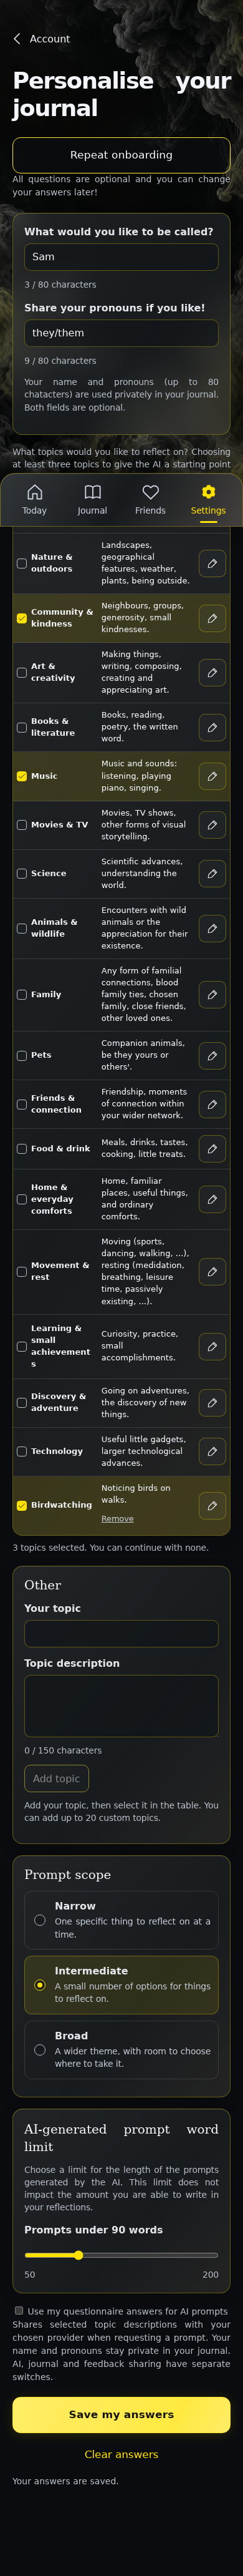 Account
Personalise your
journal
Repeat onboarding
All questions are optional and you can change
your answers later!
What would you like to be called?
Sam
3 / 80 characters
Share your pronouns if you like!
they/them
9 / 80 characters
Your name and pronouns (up to 80
chatacters) are used privately in your journal.
Both fields are optional.
What topics would you like to reflect on? Choosing
at least three topics to give the AI a starting point
Today
Journal
Friends
Settings
Nature &
outdoors
Landscapes,
geographical
features, weather,
plants, being outside.
Community &
kindness
Neighbours, groups,
generosity, small
kindnesses.
Art &
creativity
Making things,
writing, composing,
creating and
appreciating art.
Books &
literature
Books, reading,
poetry, the written
word.
Music
Music and sounds:
listening, playing
piano, singing.
Movies & TV
Movies, TV shows,
other forms of visual
storytelling.
Science
Scientific advances,
understanding the
world.
Animals &
wildlife
Encounters with wild
animals or the
appreciation for their
existence.
Family
Any form of familial
connections, blood
family ties, chosen
family, close friends,
other loved ones.
Pets
Companion animals,
be they yours or
others'.
Friends &
connection
Friendship, moments
of connection within
your wider network.
Food & drink
Meals, drinks, tastes,
cooking, little treats.
Home &
everyday
comforts
Home, familiar
places, useful things,
and ordinary
comforts.
Movement &
rest
Moving (sports,
dancing, walking, ...),
resting (medidation,
breathing, leisure
time, passively
existing, ...).
Learning &
small
achievement
s
Curiosity, practice,
small
accomplishments.
Discovery &
adventure
Going on adventures,
the discovery of new
things.
Technology
Useful little gadgets,
larger technological
advances.
Birdwatching
Noticing birds on
walks.
Remove
3 topics selected. You can continue with none.
Other
Your topic
Topic description
0 / 150 characters
Add topic
Add your topic, then select it in the table. You
can add up to 20 custom topics.
Prompt scope
Narrow
One specific thing to reflect on at a
time.
Intermediate
A small number of options for things
to reflect on.
Broad
A wider theme, with room to choose
where to take it.
AI-generated prompt word
limit
Choose a limit for the length of the prompts
generated by the AI. This limit does not
impact the amount you are able to write in
your reflections.
Prompts under 90 words
50
200
Use my questionnaire answers for AI prompts
Shares selected topic descriptions with your
chosen provider when requesting a prompt. Your
name and pronouns stay private in your journal.
AI, journal and feedback sharing have separate
switches.
Save my answers
Clear answers
Your answers are saved.